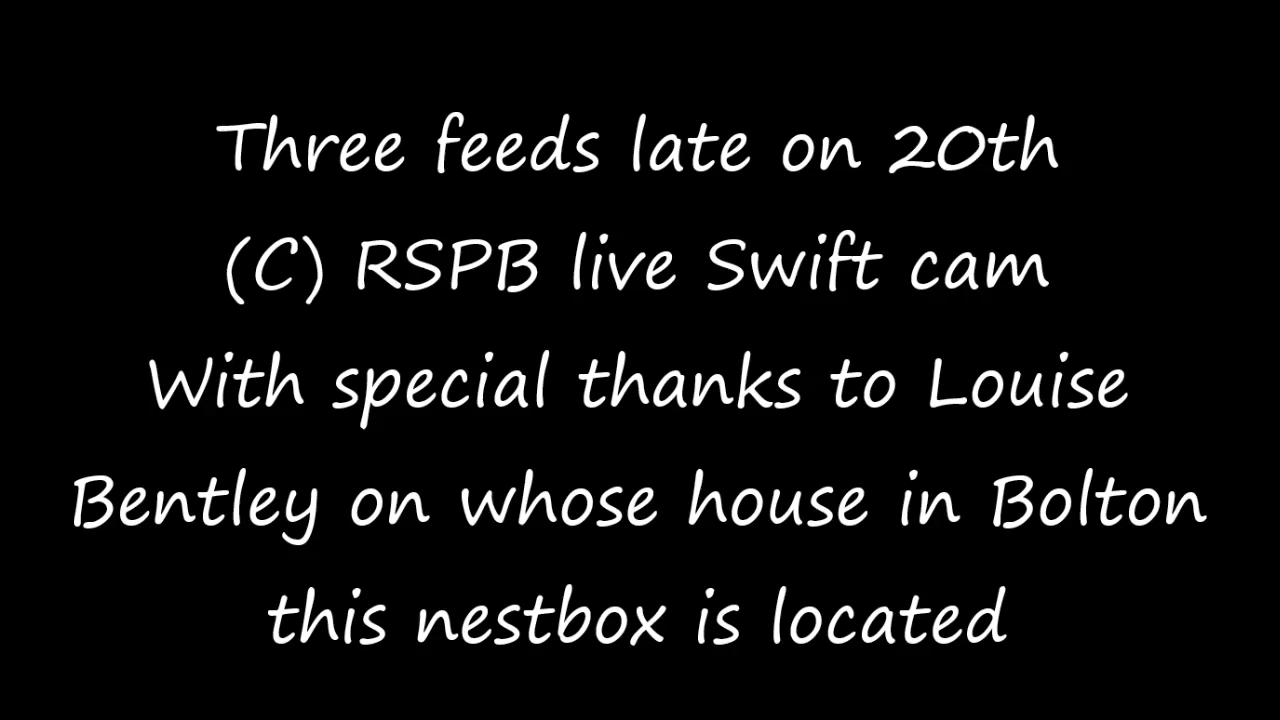 Three feeds late on 20th
(C) RSPB live Swift cam
With special thanks to Louise
Bentley on whose house in Bolton
this nestbox is located